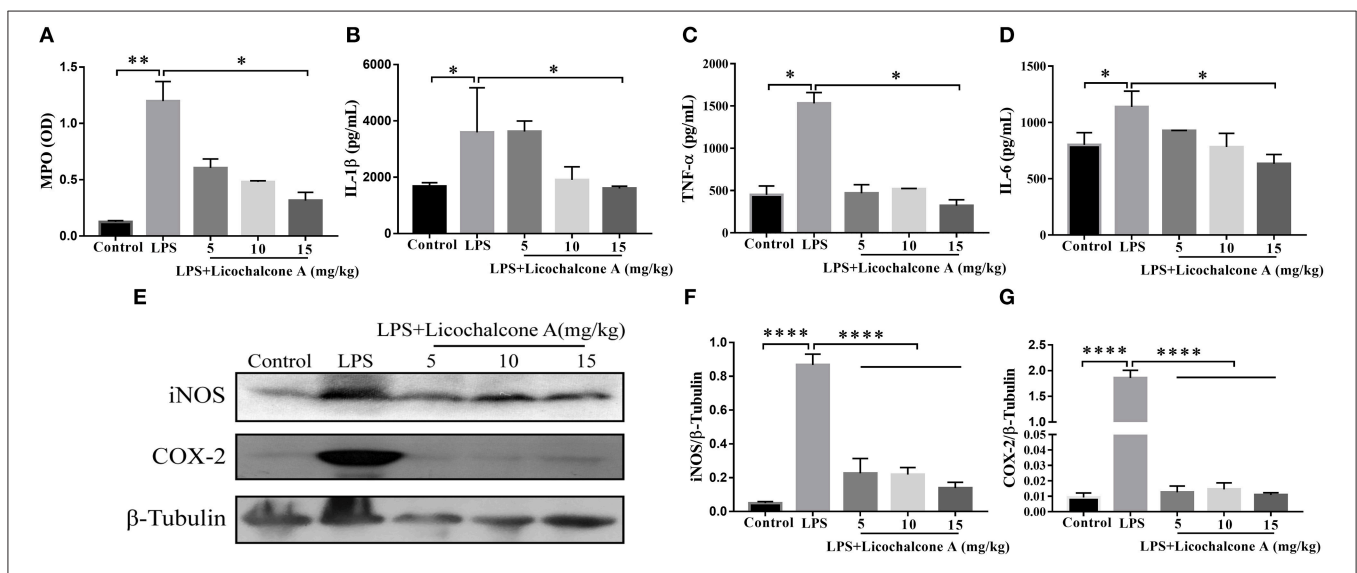 A
MPO (OD)
1.5
1.0
0.5
0.0
** *
Control LPS 5 10 15
LPS+Licochalcone A (mg/kg)
B
IL-1β (pg/mL)
6000
4000
2000
0
* *
Control LPS 5 10 15
LPS+Licochalcone A (mg/kg)
C
TNF-α (pg/mL)
2000
1500
1000
500
0
* *
Control LPS 5 10 15
LPS+Licochalcone A (mg/kg)
D
IL-6 (pg/mL)
1500
1000
500
0
* *
Control LPS 5 10 15
LPS+Licochalcone A (mg/kg)
E
LPS+Licochalcone A(mg/kg)
Control LPS 5 10 15
iNOS
COX-2
β-Tubulin
F
iNOS/β-Tubulin
1.0
0.8
0.6
0.4
0.2
0.0
**** ****
Control LPS 5 10 15
LPS+Licochalcone A (mg/kg)
G
COX-2/β-Tubulin
2.5
2.0
1.5
1.0
0.05
0.04
0.03
0.02
0.01
0.00
**** ****
Control LPS 5 10 15
LPS+Licochalcone A (mg/kg)